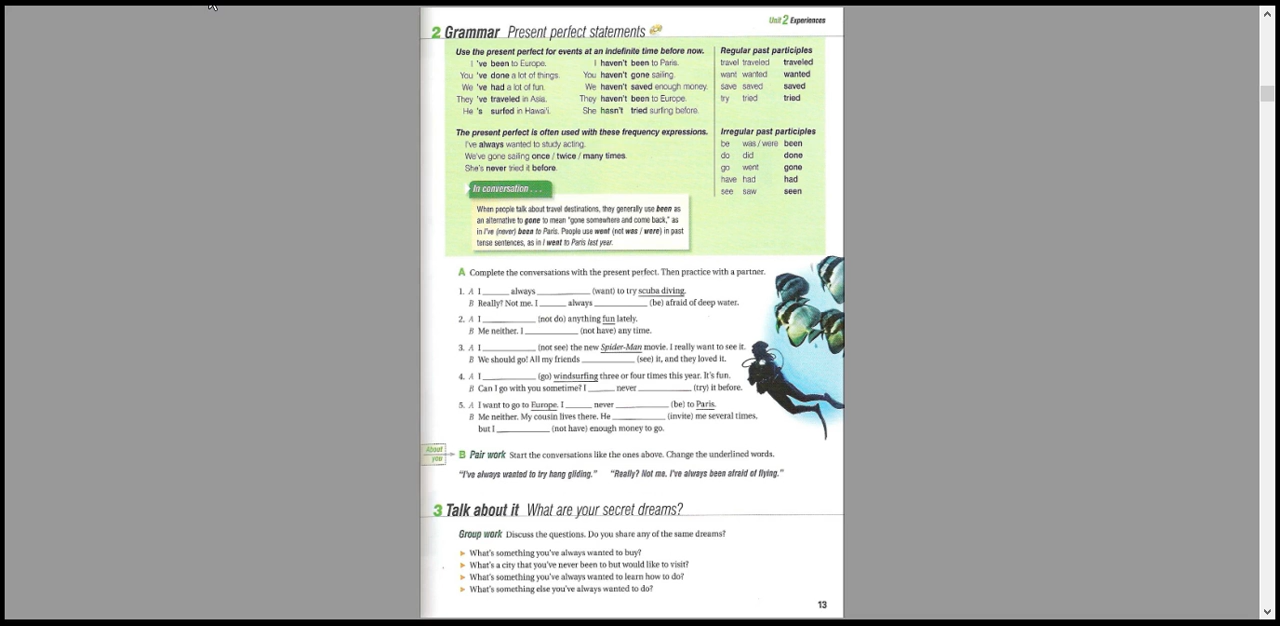 Unit 2 Experiences
2 Grammar Present perfect statements
Use the present perfect for events at an indefinite time before now.
I 've been to Europe. I haven't been to Paris.
You 've done a lot of things. You haven't gone sailing.
We 've had a lot of fun. We haven't saved enough money.
They 've traveled in Asia. They haven't been to Europe.
He 's surfed in Hawai'i. She hasn't tried surfing before.
The present perfect is often used with these frequency expressions.
I've always wanted to study acting.
We've gone sailing once / twice / many times.
She's never tried it before.
In conversation . . .
When people talk about travel destinations, they generally use been as
an alternative to gone to mean "gone somewhere and come back," as
in I've (never) been to Paris. People use went (not was / were) in past
tense sentences, as in I went to Paris last year.
Regular past participles
travel traveled traveled
want wanted wanted
save saved saved
try tried tried
Irregular past participles
be was / were been
do did done
go went gone
have had had
see saw seen
A Complete the conversations with the present perfect. Then practice with a partner.
1. A I______ always ____________ (want) to try scuba diving.
B Really? Not me. I______ always ____________ (be) afraid of deep water.
2. A I____________ (not do) anything fun lately.
B Me neither. I____________ (not have) any time.
3. A I____________ (not see) the new Spider-Man movie. I really want to see it.
B We should go! All my friends ____________ (see) it, and they loved it.
4. A I____________ (go) windsurfing three or four times this year. It's fun.
B Can I go with you sometime? I______ never ____________ (try) it before.
5. A I want to go to Europe. I______ never ____________ (be) to Paris.
B Me neither. My cousin lives there. He ____________ (invite) me several times,
but I____________ (not have) enough money to go.
About
you
B Pair work Start the conversations like the ones above. Change the underlined words.
"I've always wanted to try hang gliding." "Really? Not me. I've always been afraid of flying."
3 Talk about it What are your secret dreams?
Group work Discuss the questions. Do you share any of the same dreams?
► What's something you've always wanted to buy?
► What's a city that you've never been to but would like to visit?
► What's something you've always wanted to learn how to do?
► What's something else you've always wanted to do?
13